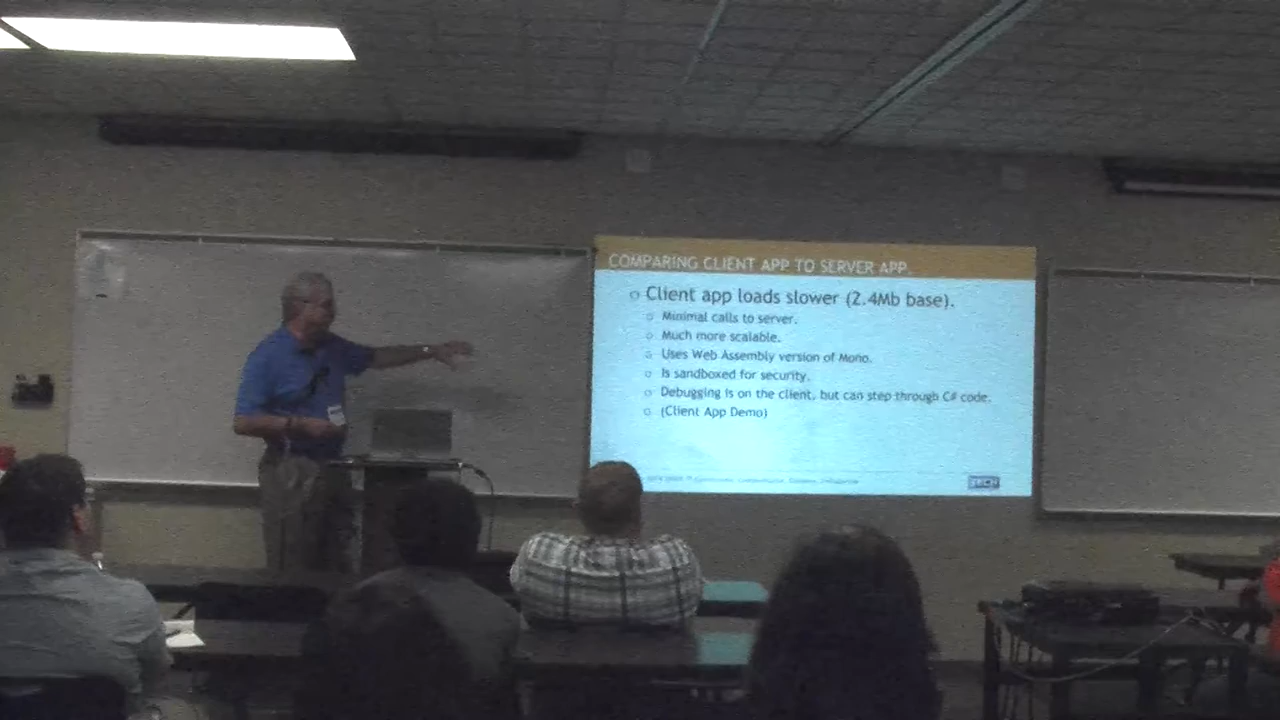 COMPARING CLIENT APP TO SERVER APP.
Client app loads slower (2.4Mb base).
Minimal calls to server.
Much more scalable.
Uses Web Assembly version of Mono.
Is sandboxed for security.
Debugging is on the client, but can step through C# code.
(Client App Demo)
TECH